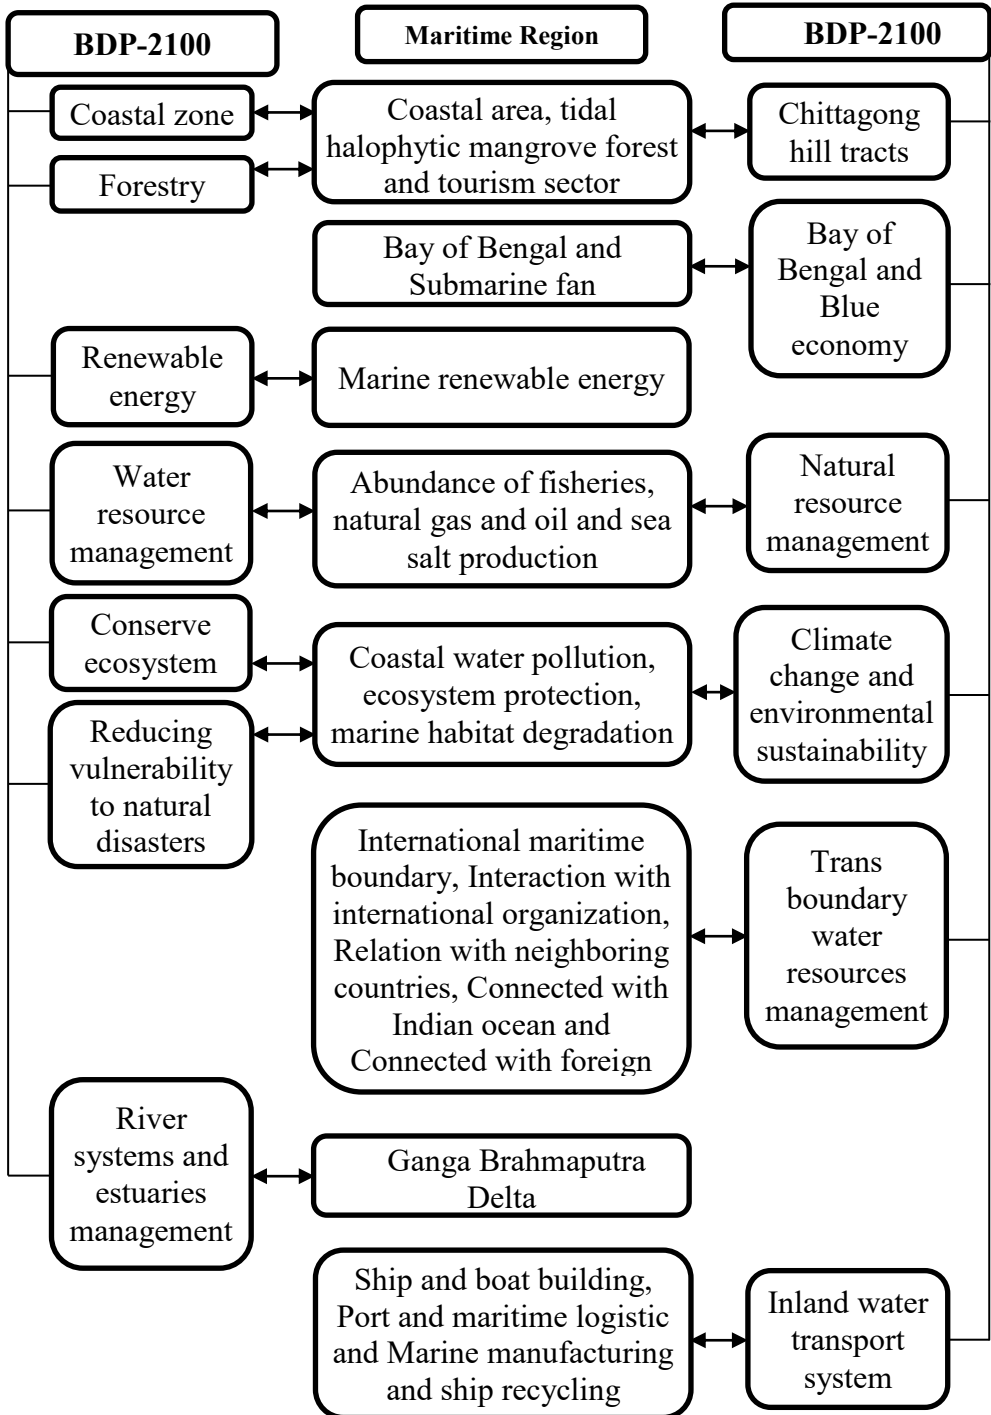 BDP-2100
Maritime Region
BDP-2100
Coastal zone
Forestry
Coastal area, tidal
halophytic mangrove forest
and tourism sector
Chittagong
hill tracts
Bay of Bengal and
Submarine fan
Bay of
Bengal and
Blue
economy
Renewable
energy
Marine renewable energy
Water
resource
management
Abundance of fisheries,
natural gas and oil and sea
salt production
Natural
resource
management
Conserve
ecosystem
Reducing
vulnerability
to natural
disasters
Coastal water pollution,
ecosystem protection,
marine habitat degradation
Climate
change and
environmental
sustainability
International maritime
boundary, Interaction with
international organization,
Relation with neighboring
countries, Connected with
Indian ocean and
Connected with foreign
Trans
boundary
water
resources
management
River
systems and
estuaries
management
Ganga Brahmaputra
Delta
Ship and boat building,
Port and maritime logistic
and Marine manufacturing
and ship recycling
Inland water
transport
system